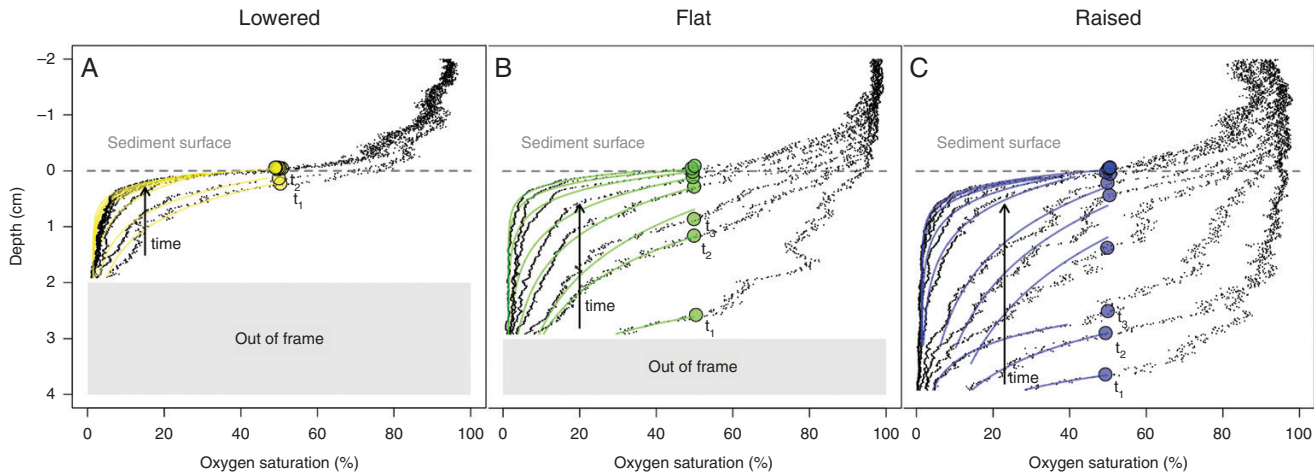 Lowered
Flat
Raised
A
B
C
Depth (cm)
−2
−1
0
1
2
3
4
Sediment surface
t2
t1
time
Out of frame
0
20
40
60
80
100
Oxygen saturation (%)
Sediment surface
t3
t2
t1
time
Out of frame
0
20
40
60
80
100
Oxygen saturation (%)
Sediment surface
t3
t2
t1
time
0
20
40
60
80
100
Oxygen saturation (%)